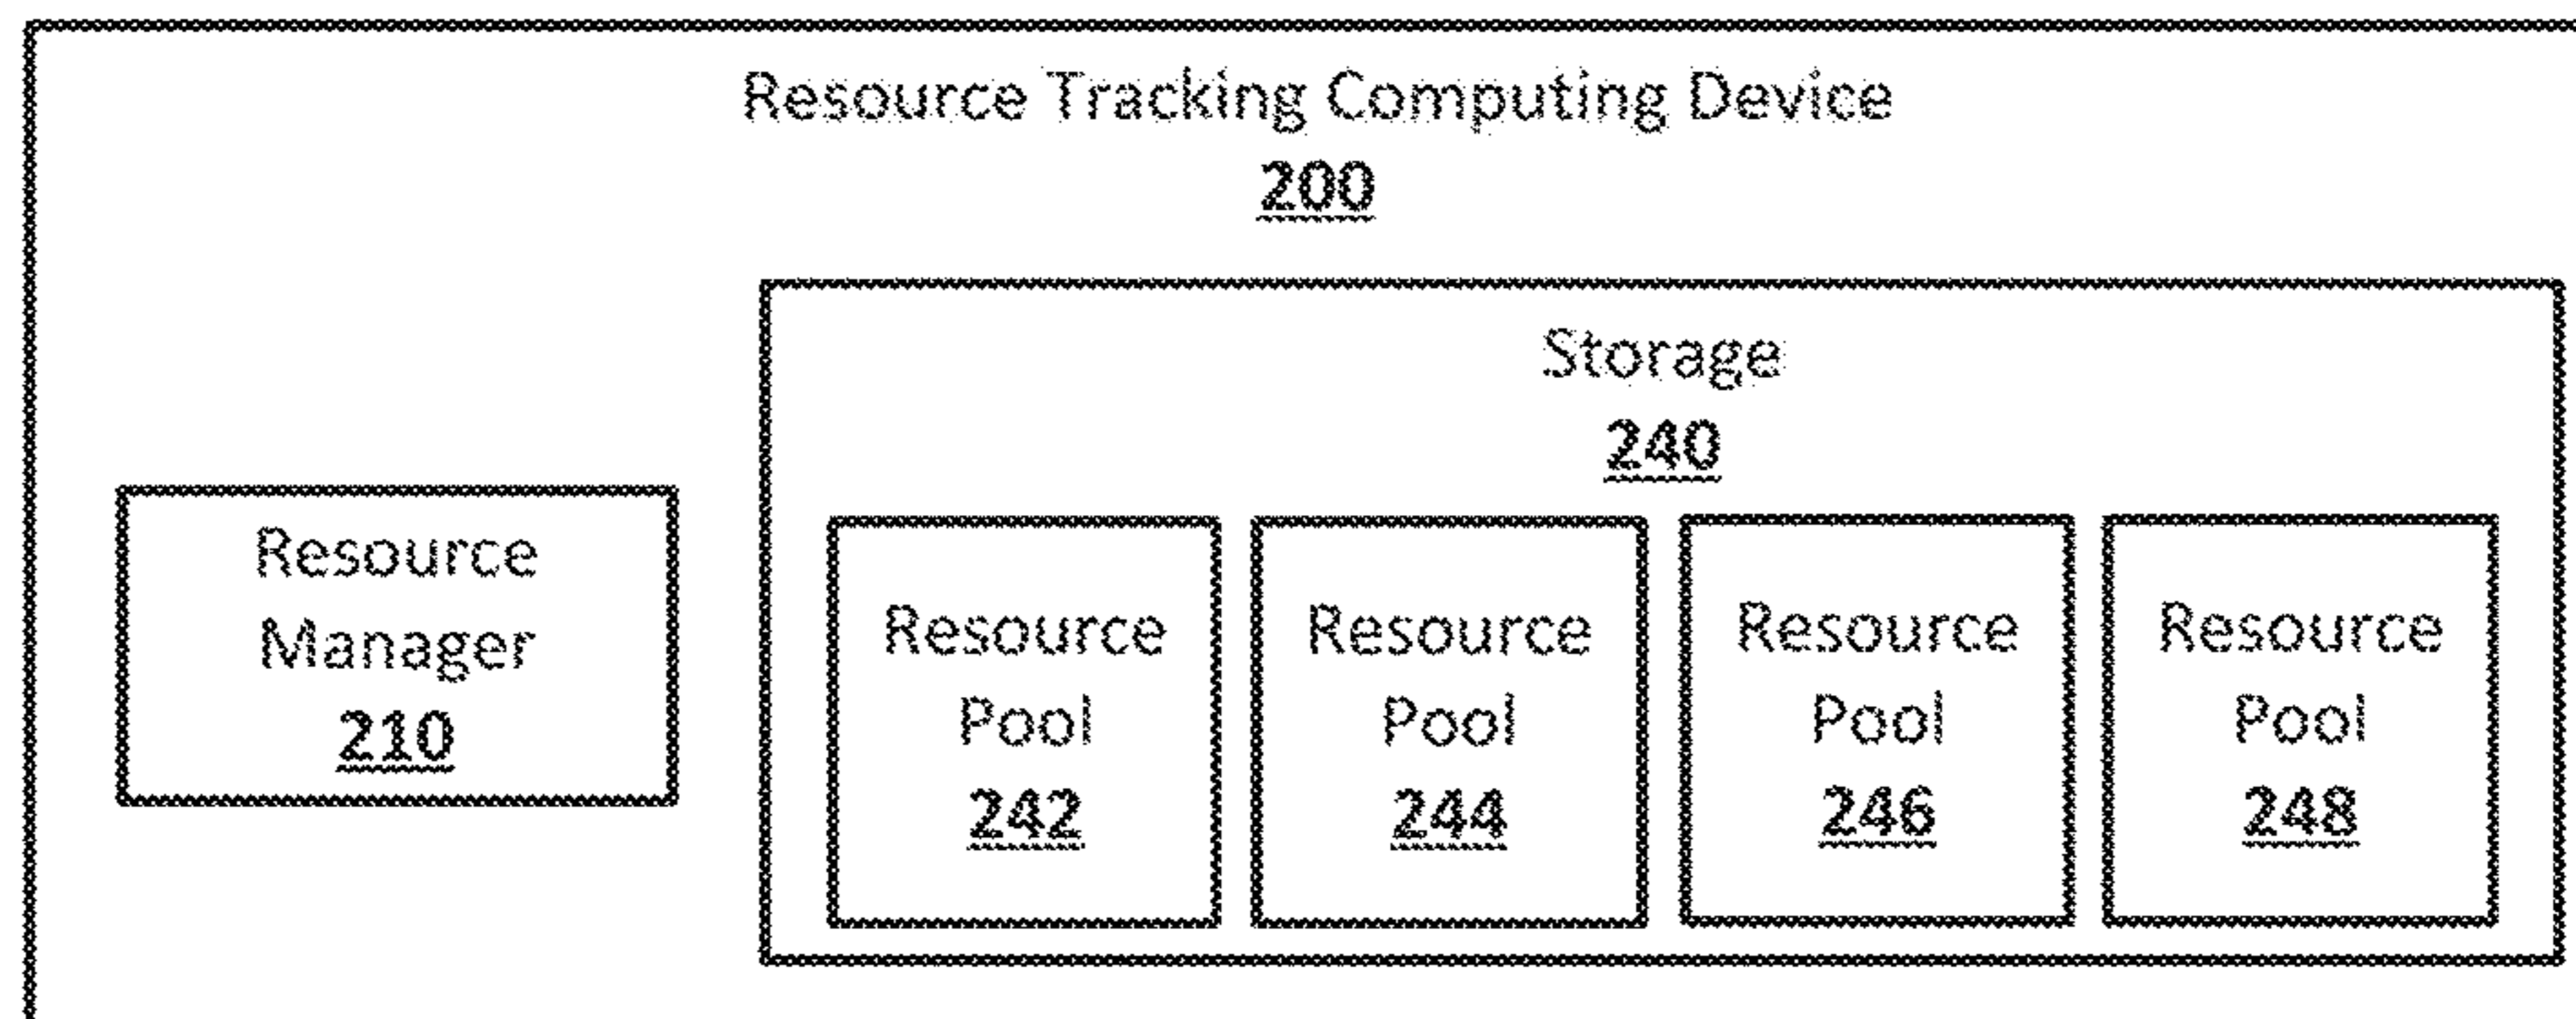 Resource Tracking Computing Device
200
Storage
240
Resource
Manager
210
Resource
Pool
242
Resource
Pool
244
Resource
Pool
246
Resource
Pool
248